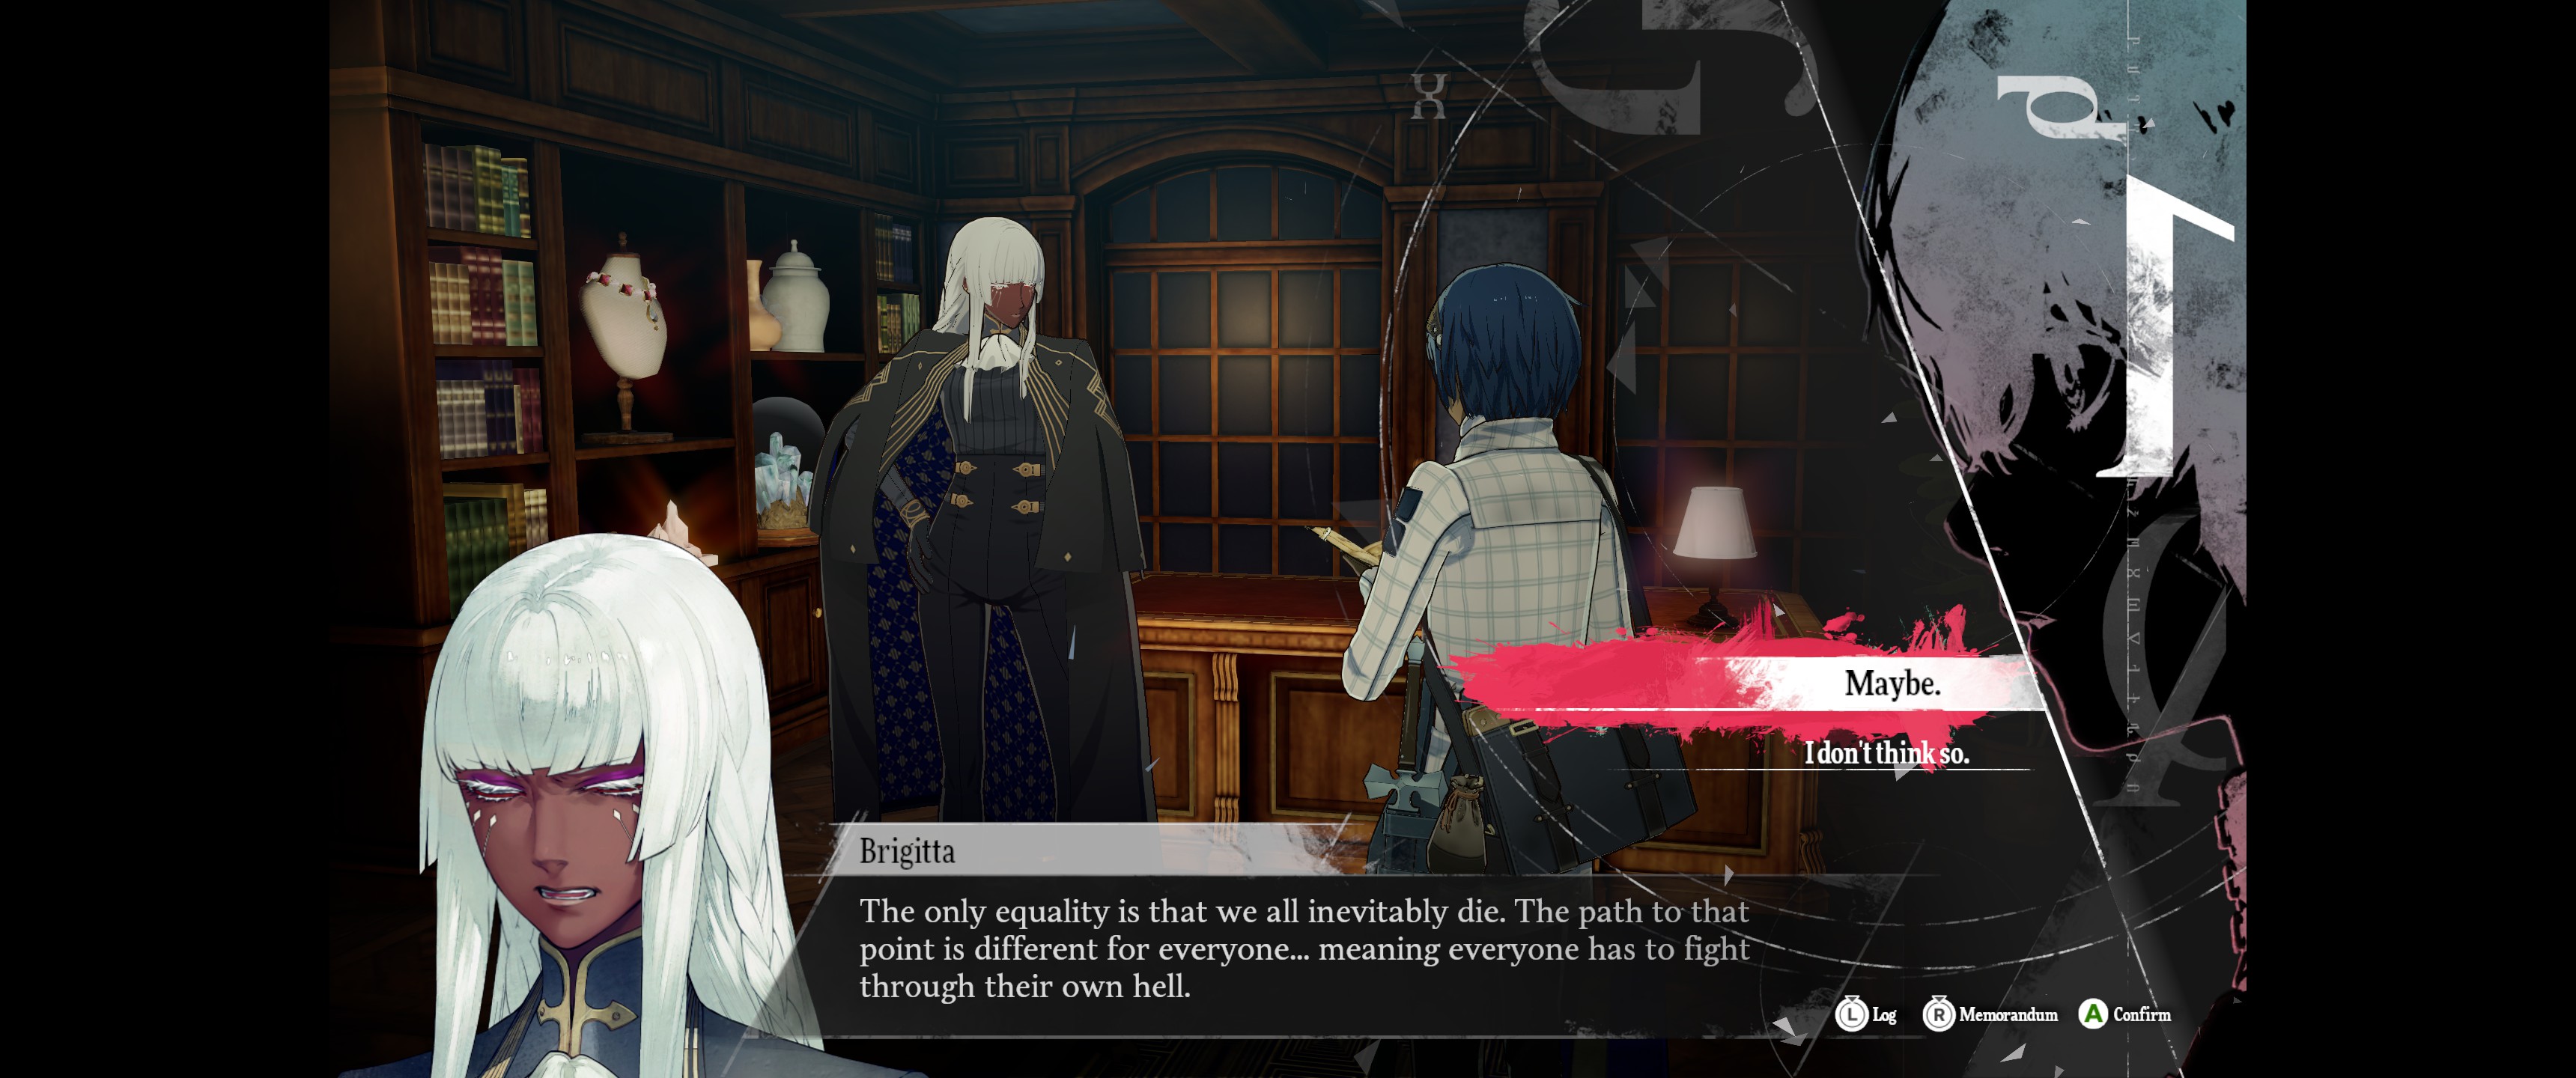 Maybe.
I don't think so.
Brigitta
The only equality is that we all inevitably die. The path to that
point is different for everyone... meaning everyone has to fight
through their own hell.
L Log R Memorandum A Confirm